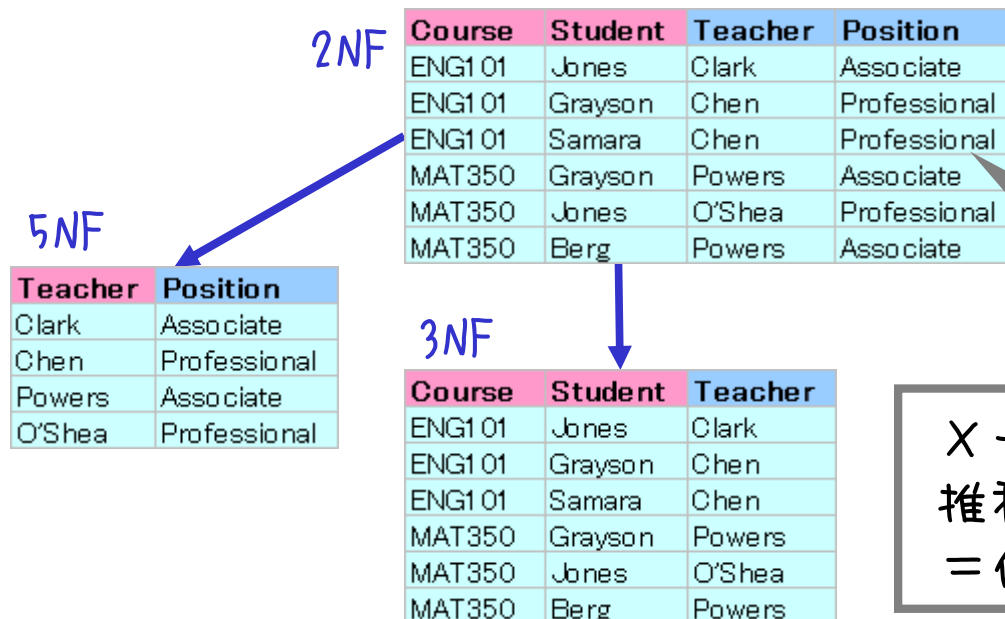 2NF
Course Student Teacher Position
ENG101 Jones Clark Associate
ENG101 Grayson Chen Professional
ENG101 Samara Chen Professional
MAT350 Grayson Powers Associate
MAT350 Jones O'Shea Professional
MAT350 Berg Powers Associate
5NF
Teacher Position
Clark Associate
Chen Professional
Powers Associate
O'Shea Professional
3NF
Course Student Teacher
ENG101 Jones Clark
ENG101 Grayson Chen
ENG101 Samara Chen
MAT350 Grayson Powers
MAT350 Jones O'Shea
MAT350 Berg Powers
X
推
=